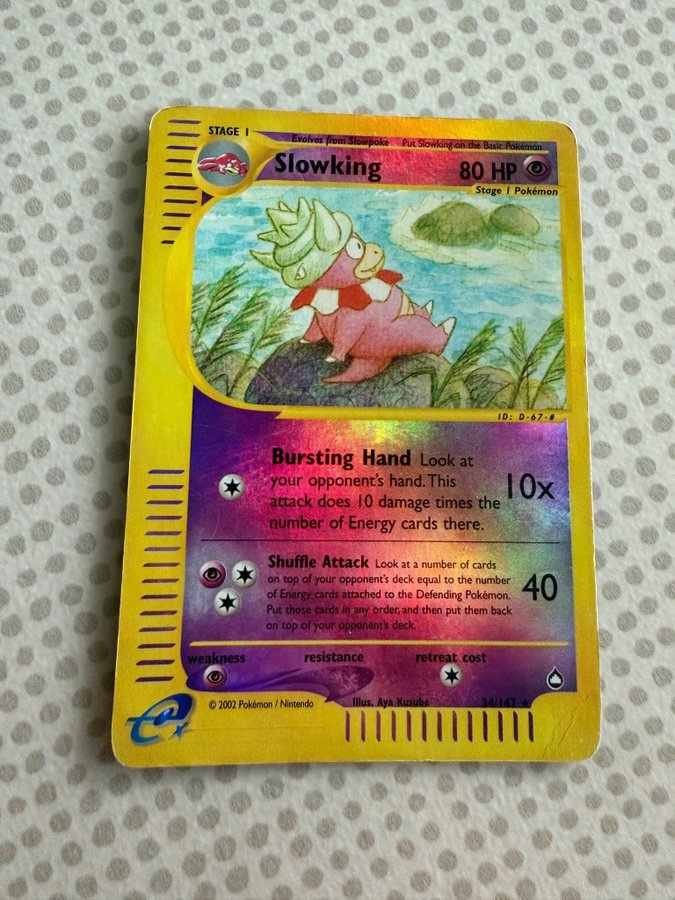 STAGE 1
Evolves from Slowpoke Put Slowking on the Basic Pokémon
Slowking 80 HP
Stage 1 Pokémon
ID: D-67-#
Bursting Hand Look at
your opponent's hand. This
attack does 10 damage times the
number of Energy cards there.
10x
Shuffle Attack Look at a number of cards
on top of your opponent's deck equal to the number
of Energy cards attached to the Defending Pokémon.
Put those cards in any order, and then put them back
on top of your opponent's deck.
40
weakness resistance retreat cost
Illus. Aya Kusube 34/147 ★
© 2002 Pokémon / Nintendo
e